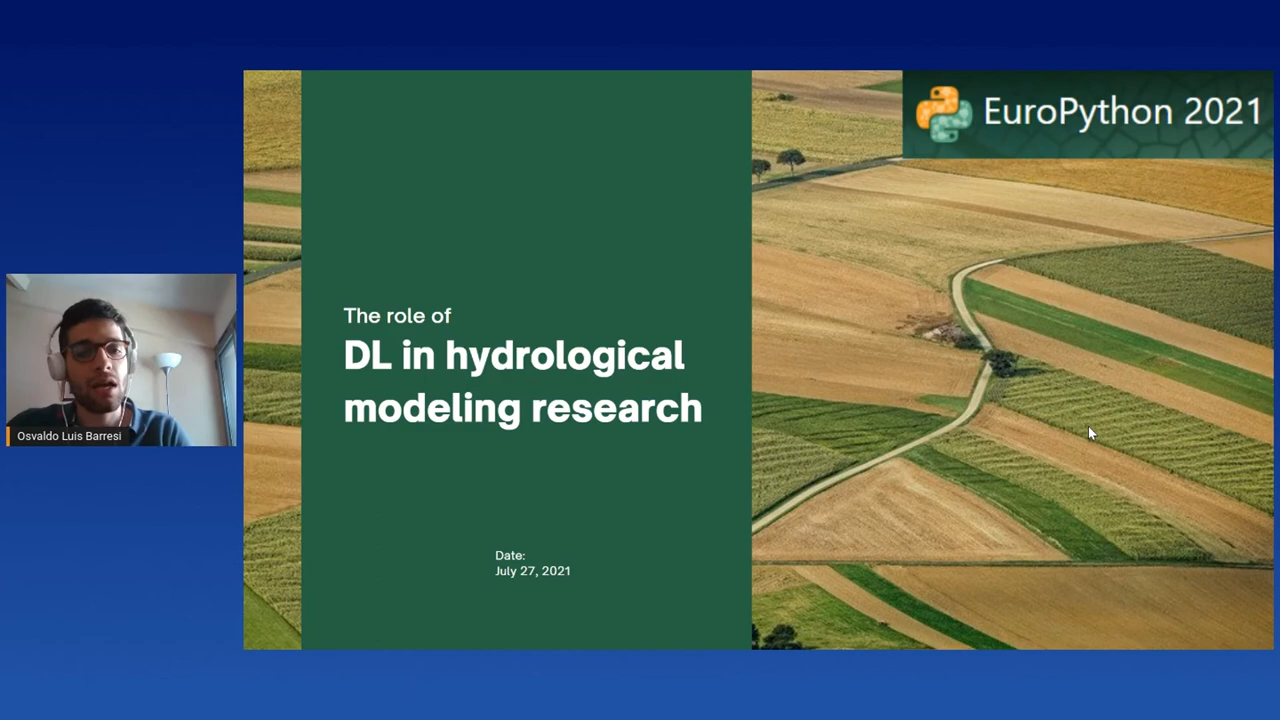 EuroPython 2021
The role of
DL in hydrological
modeling research
Osvaldo Luis Barresi
Date:
July 27, 2021